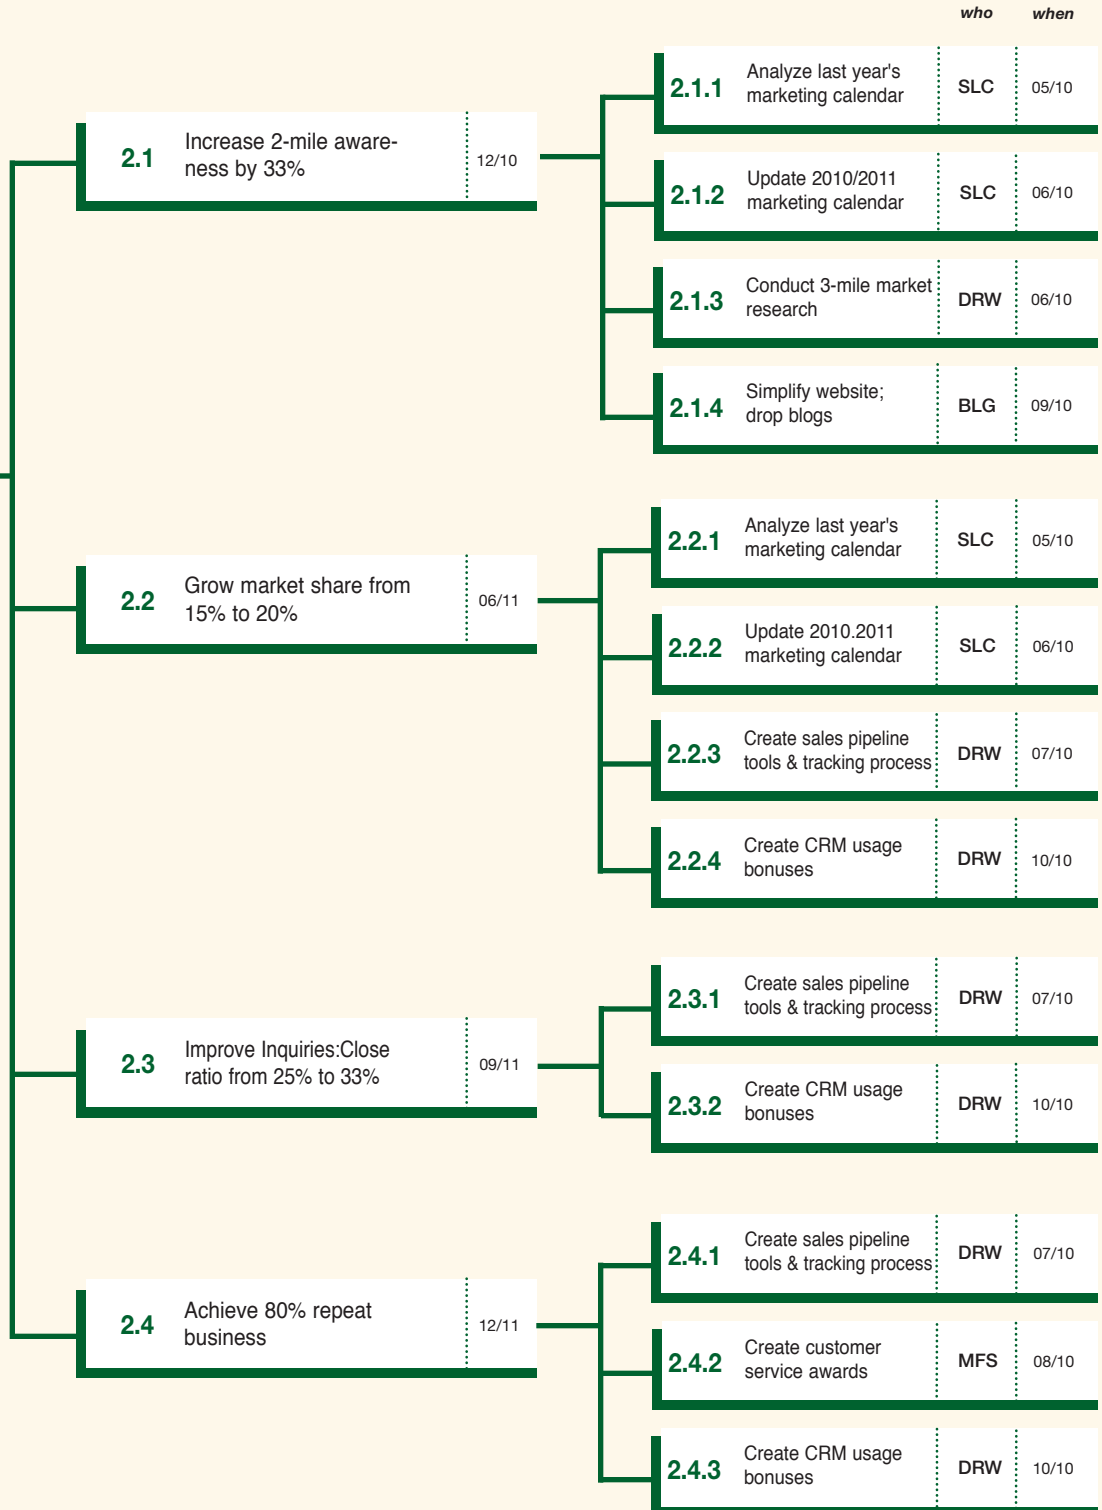 who when
2.1.1 Analyze last year's
marketing calendar SLC 05/10
2.1 Increase 2-mile aware-
ness by 33% 12/10
2.1.2 Update 2010/2011
marketing calendar SLC 06/10
2.1.3 Conduct 3-mile market
research DRW 06/10
2.1.4 Simplify website;
drop blogs BLG 09/10
2.2 Grow market share from
15% to 20% 06/11
2.2.1 Analyze last year's
marketing calendar SLC 05/10
2.2.2 Update 2010.2011
marketing calendar SLC 06/10
2.2.3 Create sales pipeline
tools & tracking process DRW 07/10
2.2.4 Create CRM usage
bonuses DRW 10/10
2.3 Improve Inquiries:Close
ratio from 25% to 33% 09/11
2.3.1 Create sales pipeline
tools & tracking process DRW 07/10
2.3.2 Create CRM usage
bonuses DRW 10/10
2.4 Achieve 80% repeat
business 12/11
2.4.1 Create sales pipeline
tools & tracking process DRW 07/10
2.4.2 Create customer
service awards MFS 08/10
2.4.3 Create CRM usage
bonuses DRW 10/10